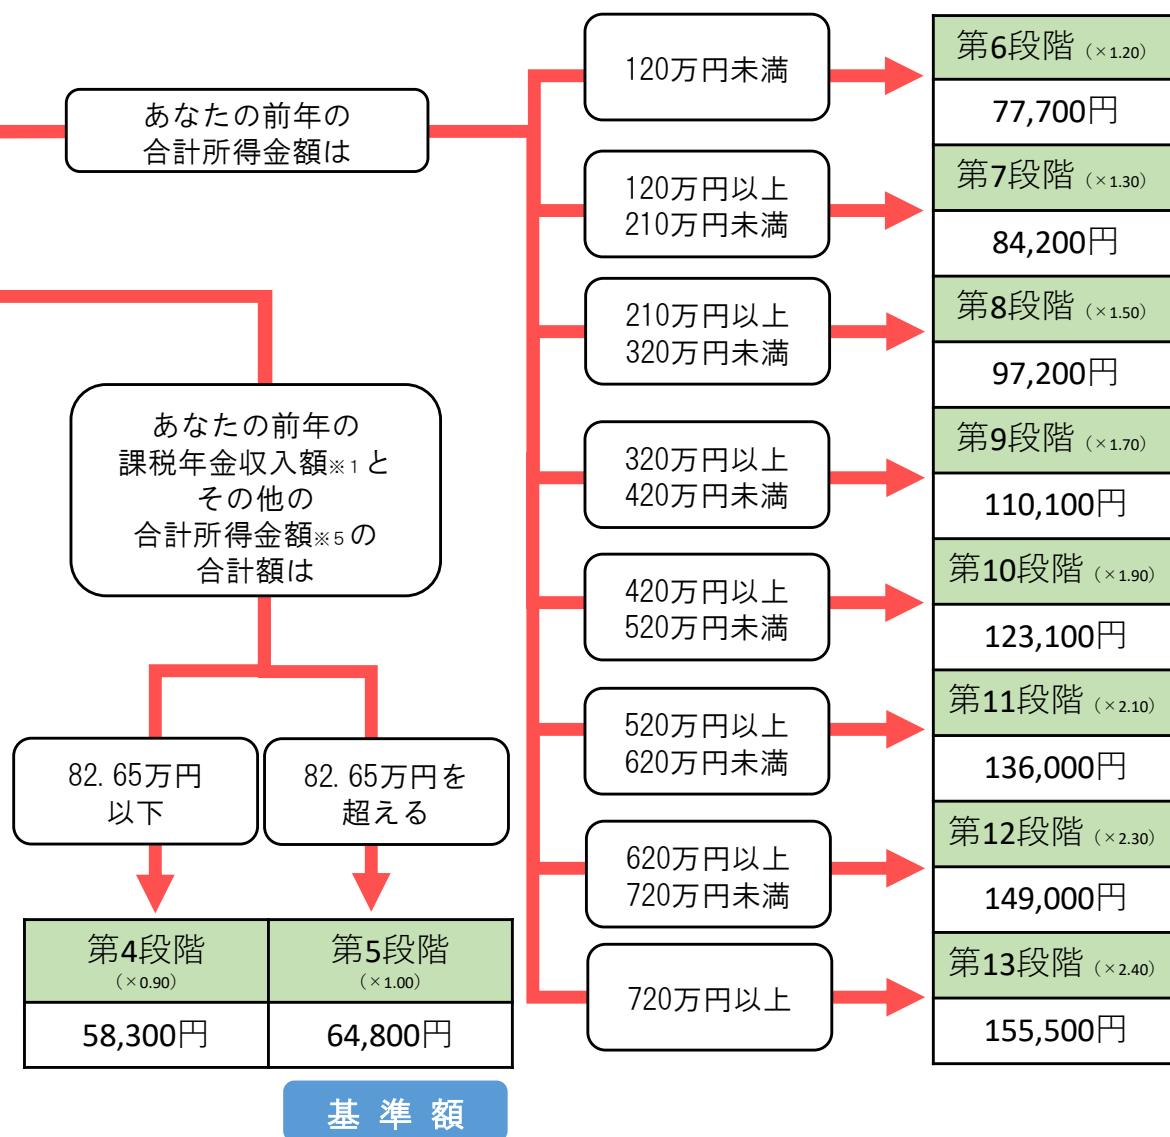 あなたの前年の
合計所得金額は
120万円未満
第6段階（×1.20）
77,700円
120万円以上
210万円未満
第7段階（×1.30）
84,200円
210万円以上
320万円未満
第8段階（×1.50）
97,200円
320万円以上
420万円未満
第9段階（×1.70）
110,100円
420万円以上
520万円未満
第10段階（×1.90）
123,100円
520万円以上
620万円未満
第11段階（×2.10）
136,000円
620万円以上
720万円未満
第12段階（×2.30）
149,000円
720万円以上
第13段階（×2.40）
155,500円
あなたの前年の
課税年金収入額※1と
その他の
合計所得金額※5の
合計額は
82.65万円
以下
82.65万円を
超える
第4段階
（×0.90）
58,300円
第5段階
（×1.00）
64,800円
基準額